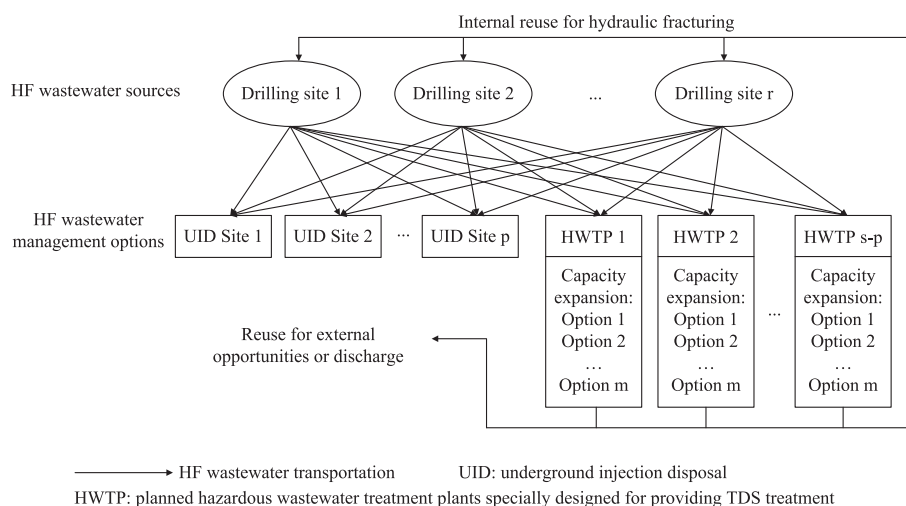 Internal reuse for hydraulic fracturing
HF wastewater sources
Drilling site 1
Drilling site 2
...
Drilling site r
HF wastewater
management options
UID Site 1
UID Site 2
...
UID Site p
HWTP 1
HWTP 2
HWTP s-p
Capacity
expansion:
Option 1
Option 2
...
Option m
Capacity
expansion:
Option 1
Option 2
...
Option m
...
Capacity
expansion:
Option 1
Option 2
...
Option m
Reuse for external
opportunities or discharge
HF wastewater transportation
UID: underground injection disposal
HWTP: planned hazardous wastewater treatment plants specially designed for providing TDS treatment